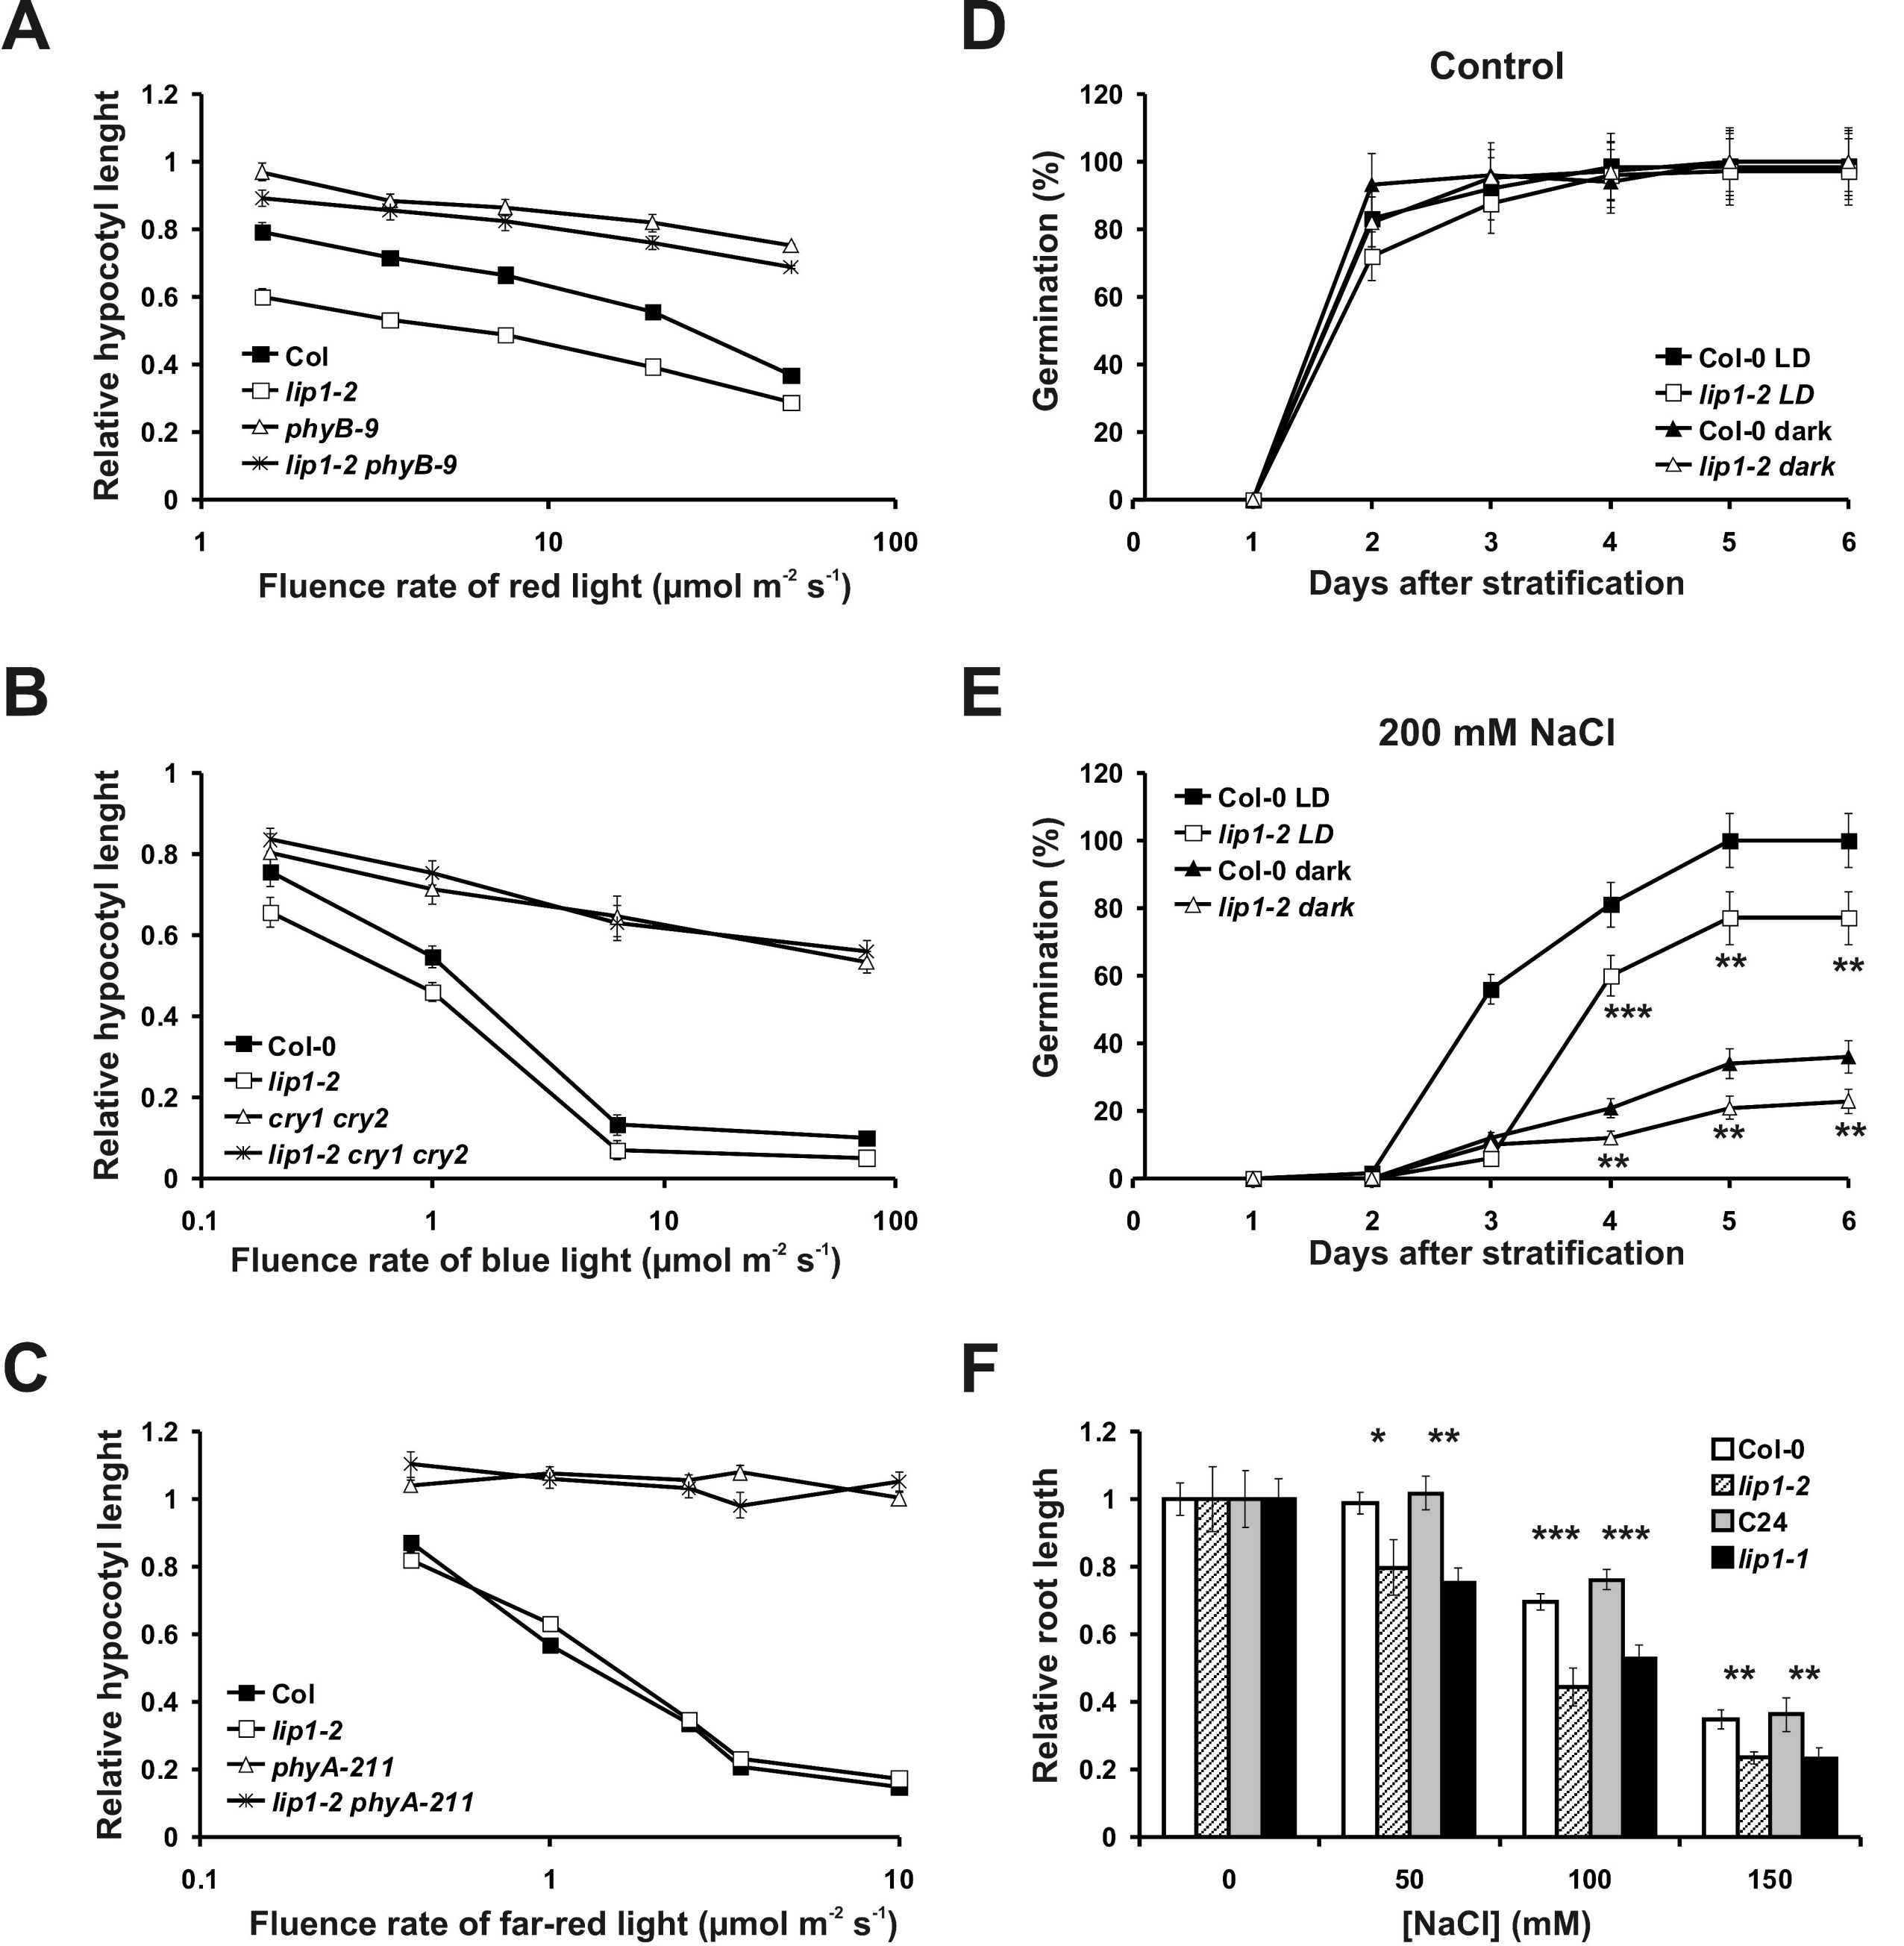 A
1.2
1
0.8
0.6
0.4
0.2
0
Relative hypocotyl lenght
Col
lip1-2
phyB-9
lip1-2 phyB-9
1 10 100
Fluence rate of red light (µmol m-2 s-1)
B
1
0.8
0.6
0.4
0.2
0
Relative hypocotyl lenght
Col-0
lip1-2
cry1 cry2
lip1-2 cry1 cry2
0.1 1 10 100
Fluence rate of blue light (µmol m-2 s-1)
C
1.2
1
0.8
0.6
0.4
0.2
0
Relative hypocotyl lenght
Col
lip1-2
phyA-211
lip1-2 phyA-211
0.1 1 10
Fluence rate of far-red light (µmol m-2 s-1)
D
Control
120
100
80
60
40
20
0
Germination (%)
Col-0 LD
lip1-2 LD
Col-0 dark
lip1-2 dark
0 1 2 3 4 5 6
Days after stratification
E
200 mM NaCl
120
100
80
60
40
20
0
Germination (%)
Col-0 LD
lip1-2 LD
Col-0 dark
lip1-2 dark
** **
***
** **
**
0 1 2 3 4 5 6
Days after stratification
F
1.2
1
0.8
0.6
0.4
0.2
0
Relative root length
* **
*** ***
** **
Col-0
lip1-2
C24
lip1-1
0 50 100 150
[NaCl] (mM)